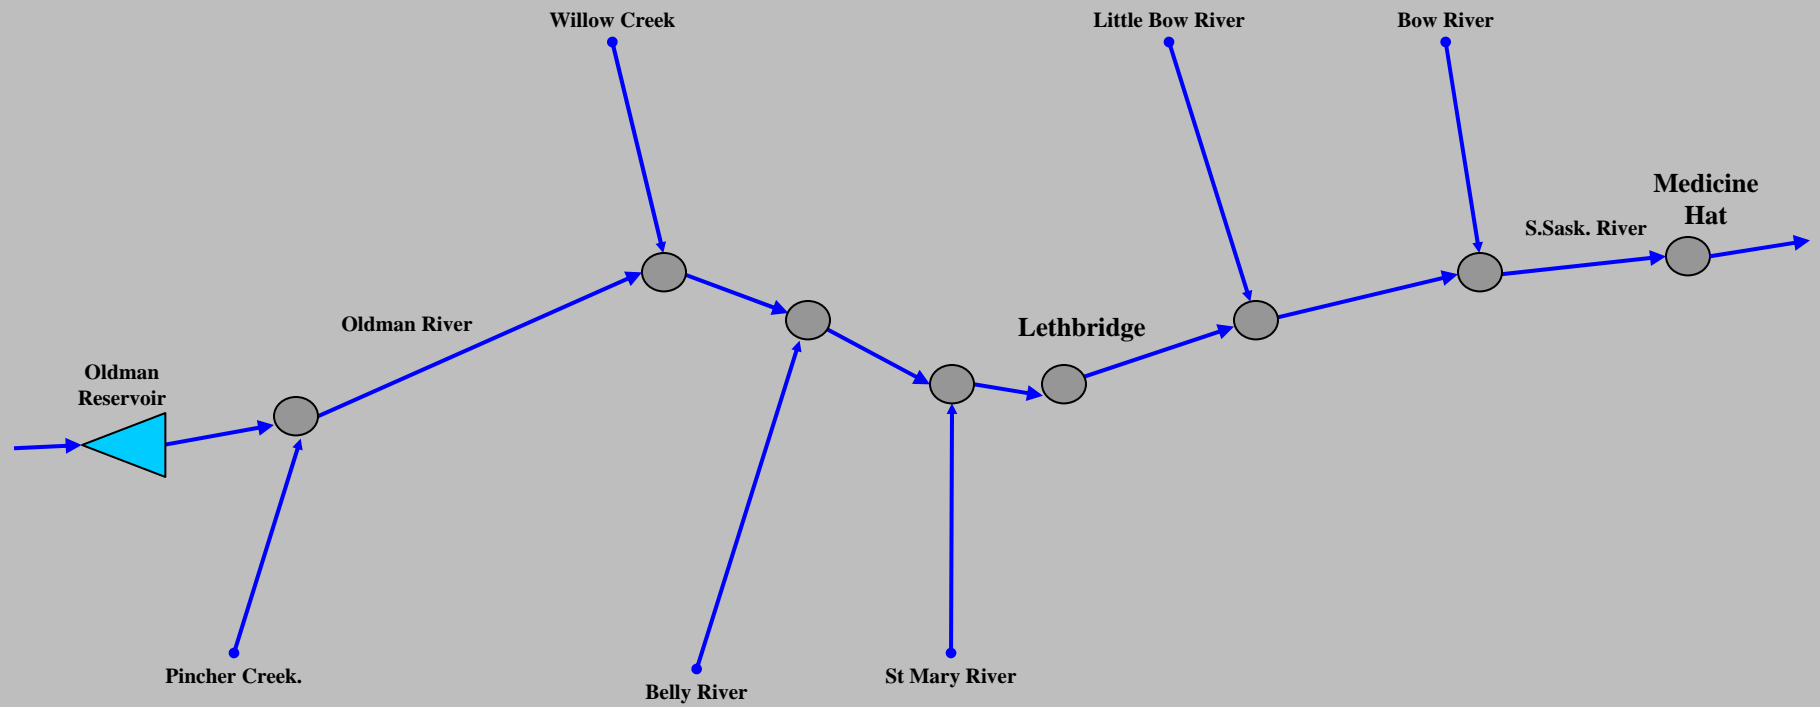 Willow Creek
Little Bow River
Bow River
Medicine
Hat
S.Sask. River
Oldman River
Lethbridge
Oldman
Reservoir
Pincher Creek.
Belly River
St Mary River